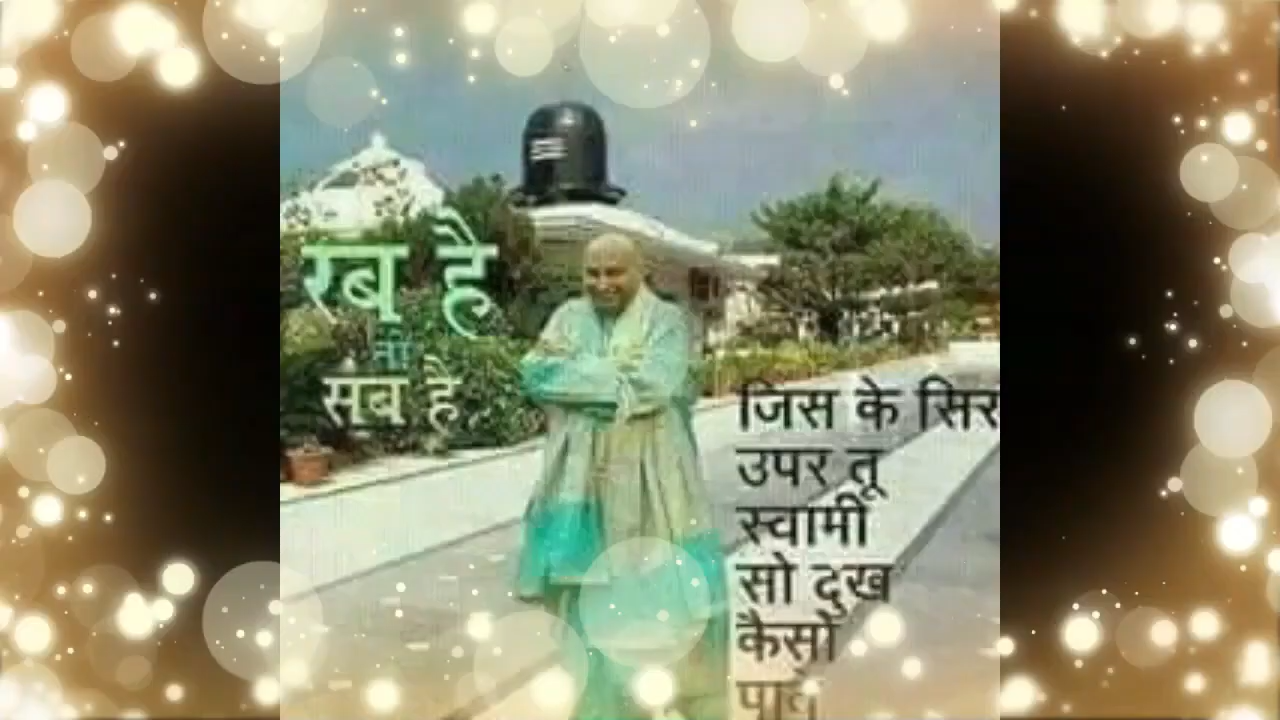 रब है
तो
सब है..
जिस के सिर
उपर तू
स्वामी
सो दुख
कैसो
पावे